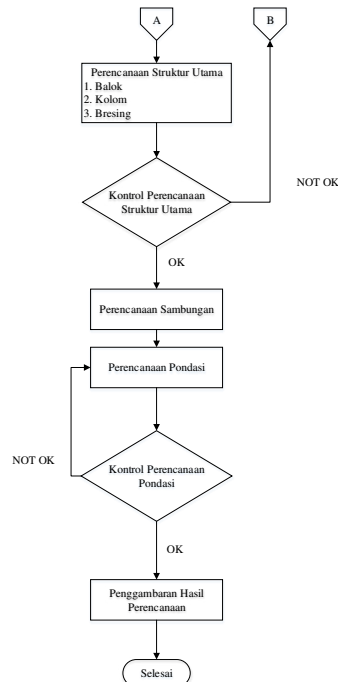 A
B
Perencanaan Struktur Utama
1. Balok
2. Kolom
3. Bresing
Kontrol Perencanaan
Struktur Utama
NOT OK
OK
Perencanaan Sambungan
Perencanaan Pondasi
NOT OK
Kontrol Perencanaan
Pondasi
OK
Penggambaran Hasil
Perencanaan
Selesai